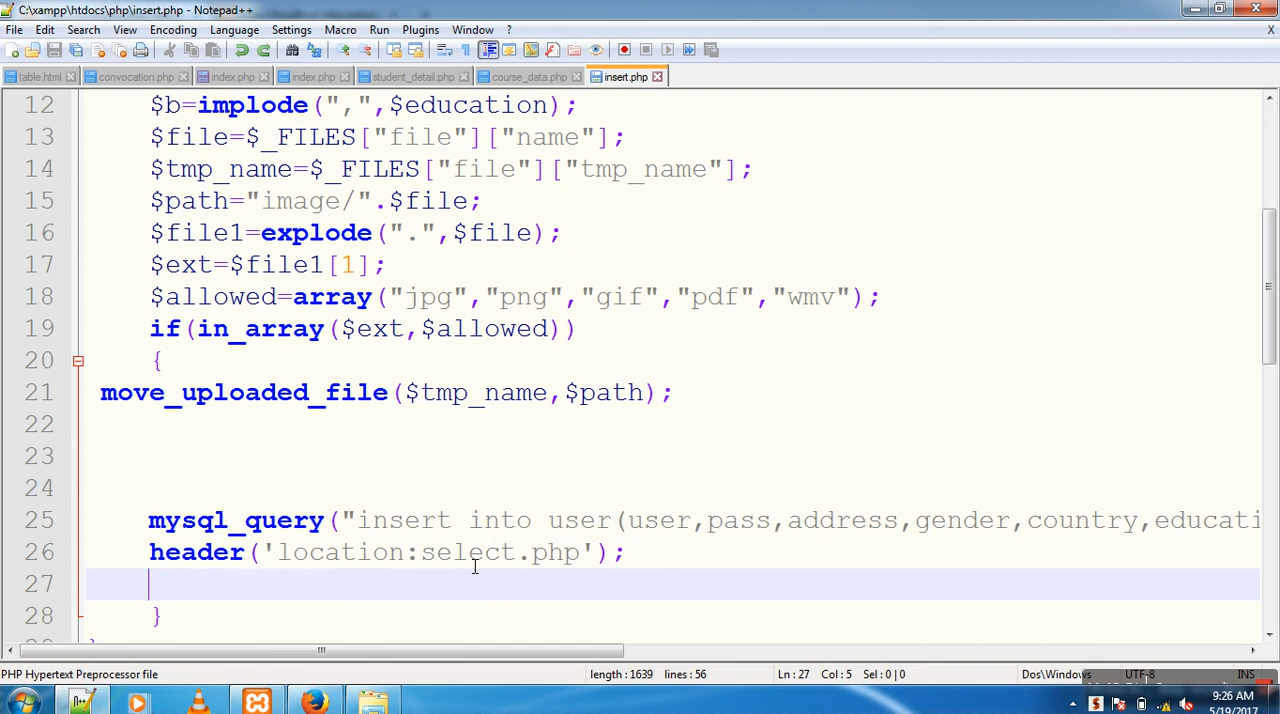 C:\xampp\htdocs\php\insert.php - Notepad++
File Edit Search View Encoding Language Settings Macro Run Plugins Window ? X
table.html convocation.php index.php index.php student_detail.php course_data.php insert.php
12 $b=implode(",",$education);
13 $file=$_FILES["file"]["name"];
14 $tmp_name=$_FILES["file"]["tmp_name"];
15 $path="image/".$file;
16 $file1=explode(".",$file);
17 $ext=$file1[1];
18 $allowed=array("jpg","png","gif","pdf","wmv");
19 if(in_array($ext,$allowed))
20 {
21 move_uploaded_file($tmp_name,$path);
22
23
24
25 mysql_query("insert into user(user,pass,address,gender,country,educati
26 header('location:select.php');
27
28 }
PHP Hypertext Preprocessor file length : 1639 lines : 56 Ln : 27 Col : 5 Sel : 0 | 0 Dos\Windows UTF-8 INS
9:26 AM
5/19/2017